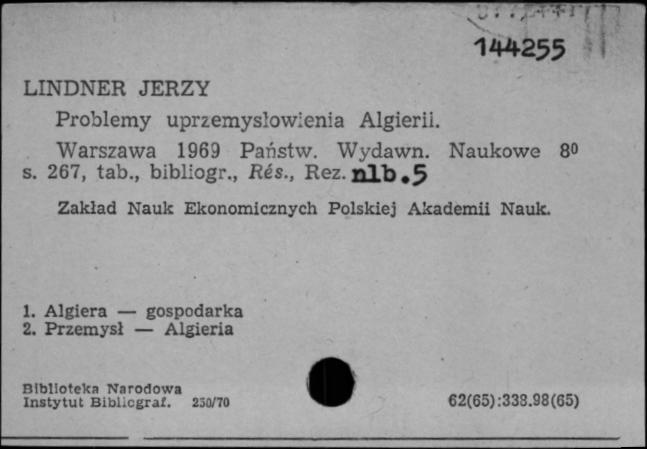 144255
LINDNER JERZY
Problemy uprzemysłowienia Algierii.
Warszawa 1969 Państw. Wydawn. Naukowe 8⁰
s. 267, tab., bibliogr., Rés., Rez. nlb.5
Zakład Nauk Ekonomicznych Polskiej Akademii Nauk.
1. Algiera — gospodarka
2. Przemysł — Algieria
Biblioteka Narodowa
Instytut Bibliograf. 250/70
62(65):338.98(65)